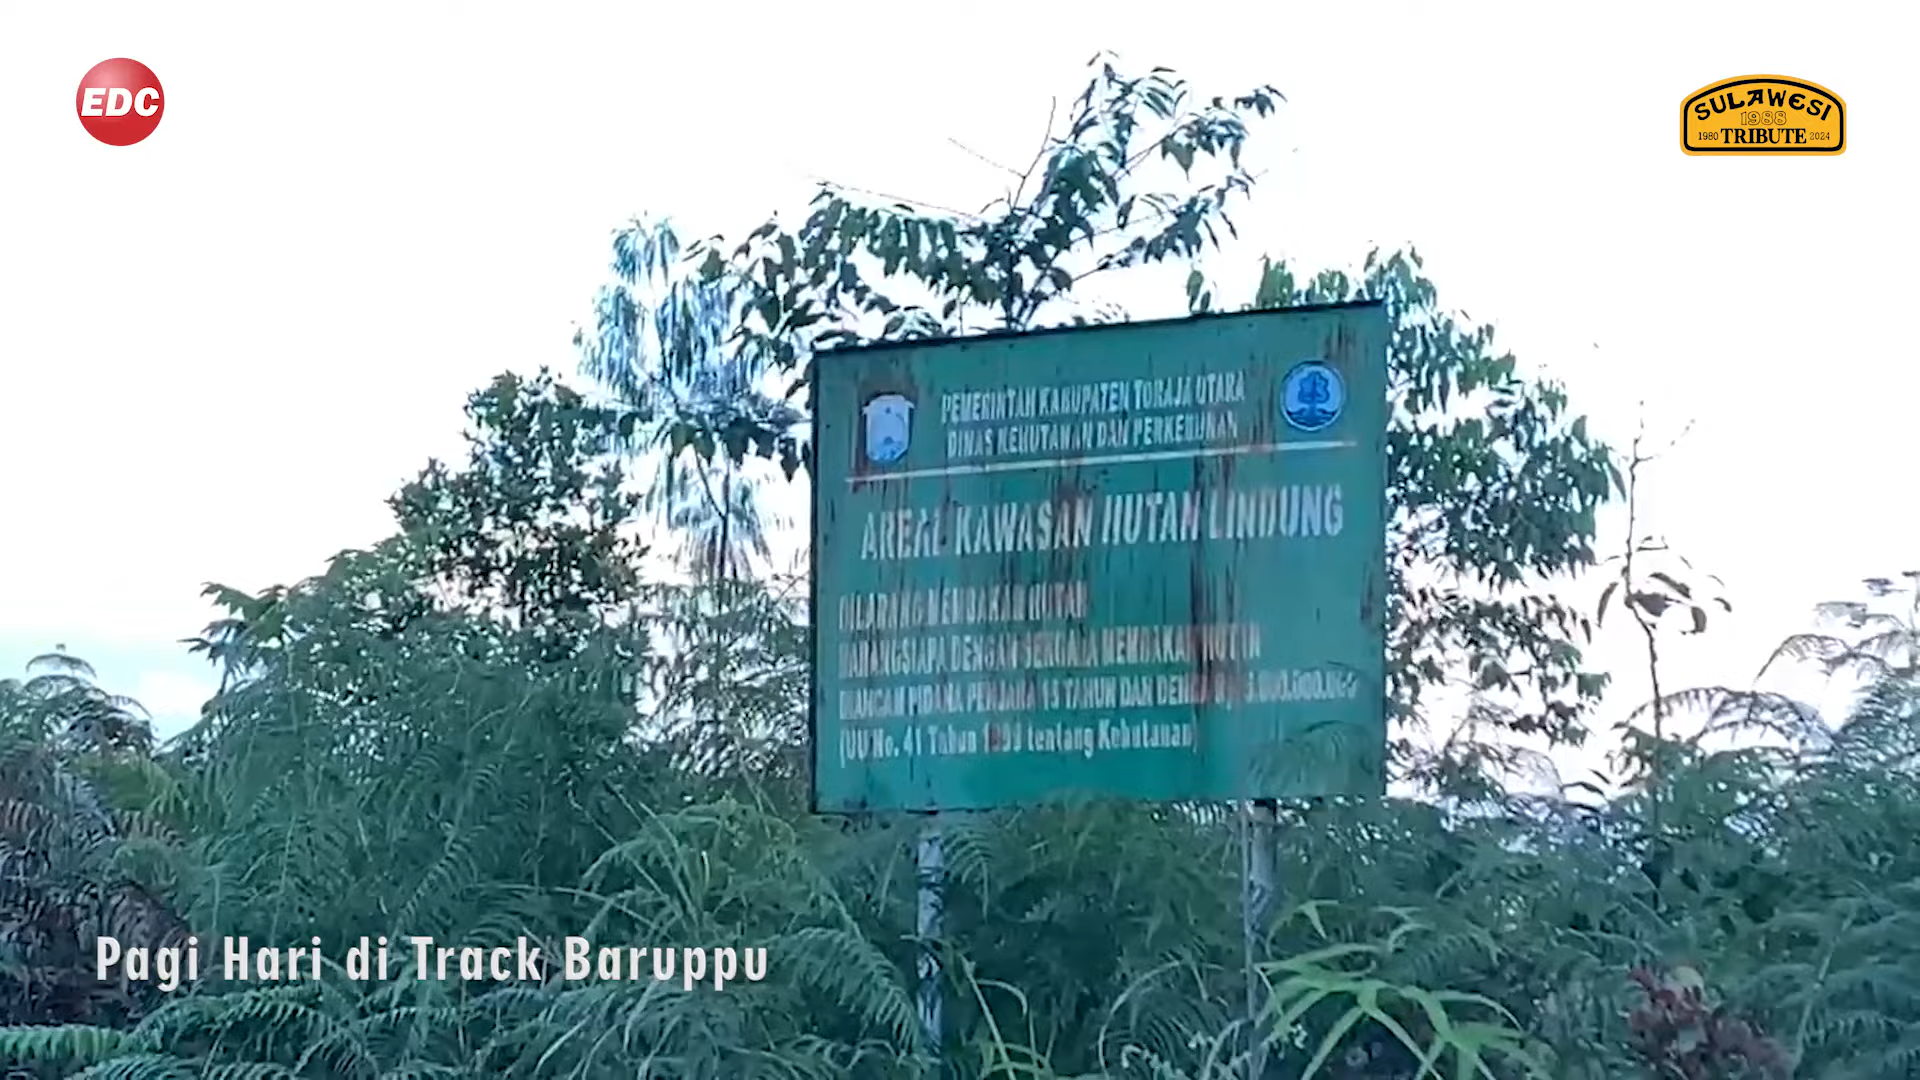 EDC
SULAWESI
1988
1980 TRIBUTE 2024
PEMERINTAH KABUPATEN TORAJA UTARA
DINAS KEHUTANAN DAN PERKEBUNAN
AREAL KAWASAN HUTAN LINDUNG
DILARANG MEMBAKAR HUTAN
BARANGSIAPA DENGAN SENGAJA MEMBAKAR HUTAN
DIANCAM PIDANA PENJARA 15 TAHUN DAN DENDA
(UU No. 41 Tahun 1999 tentang Kehutanan)
Pagi Hari di Track Baruppu